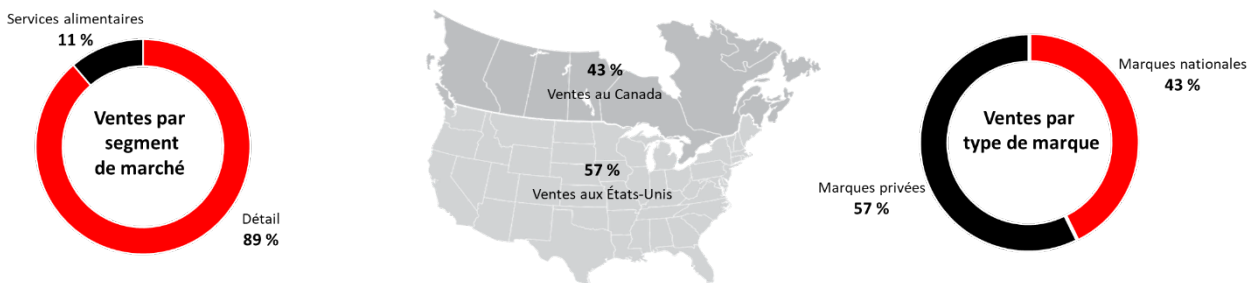 Services alimentaires
11 %
Ventes par
segment
de marché
Détail
89 %
43 %
Ventes au Canada
57 %
Ventes aux États-Unis
Marques nationales
43 %
Ventes par
type de marque
Marques privées
57 %